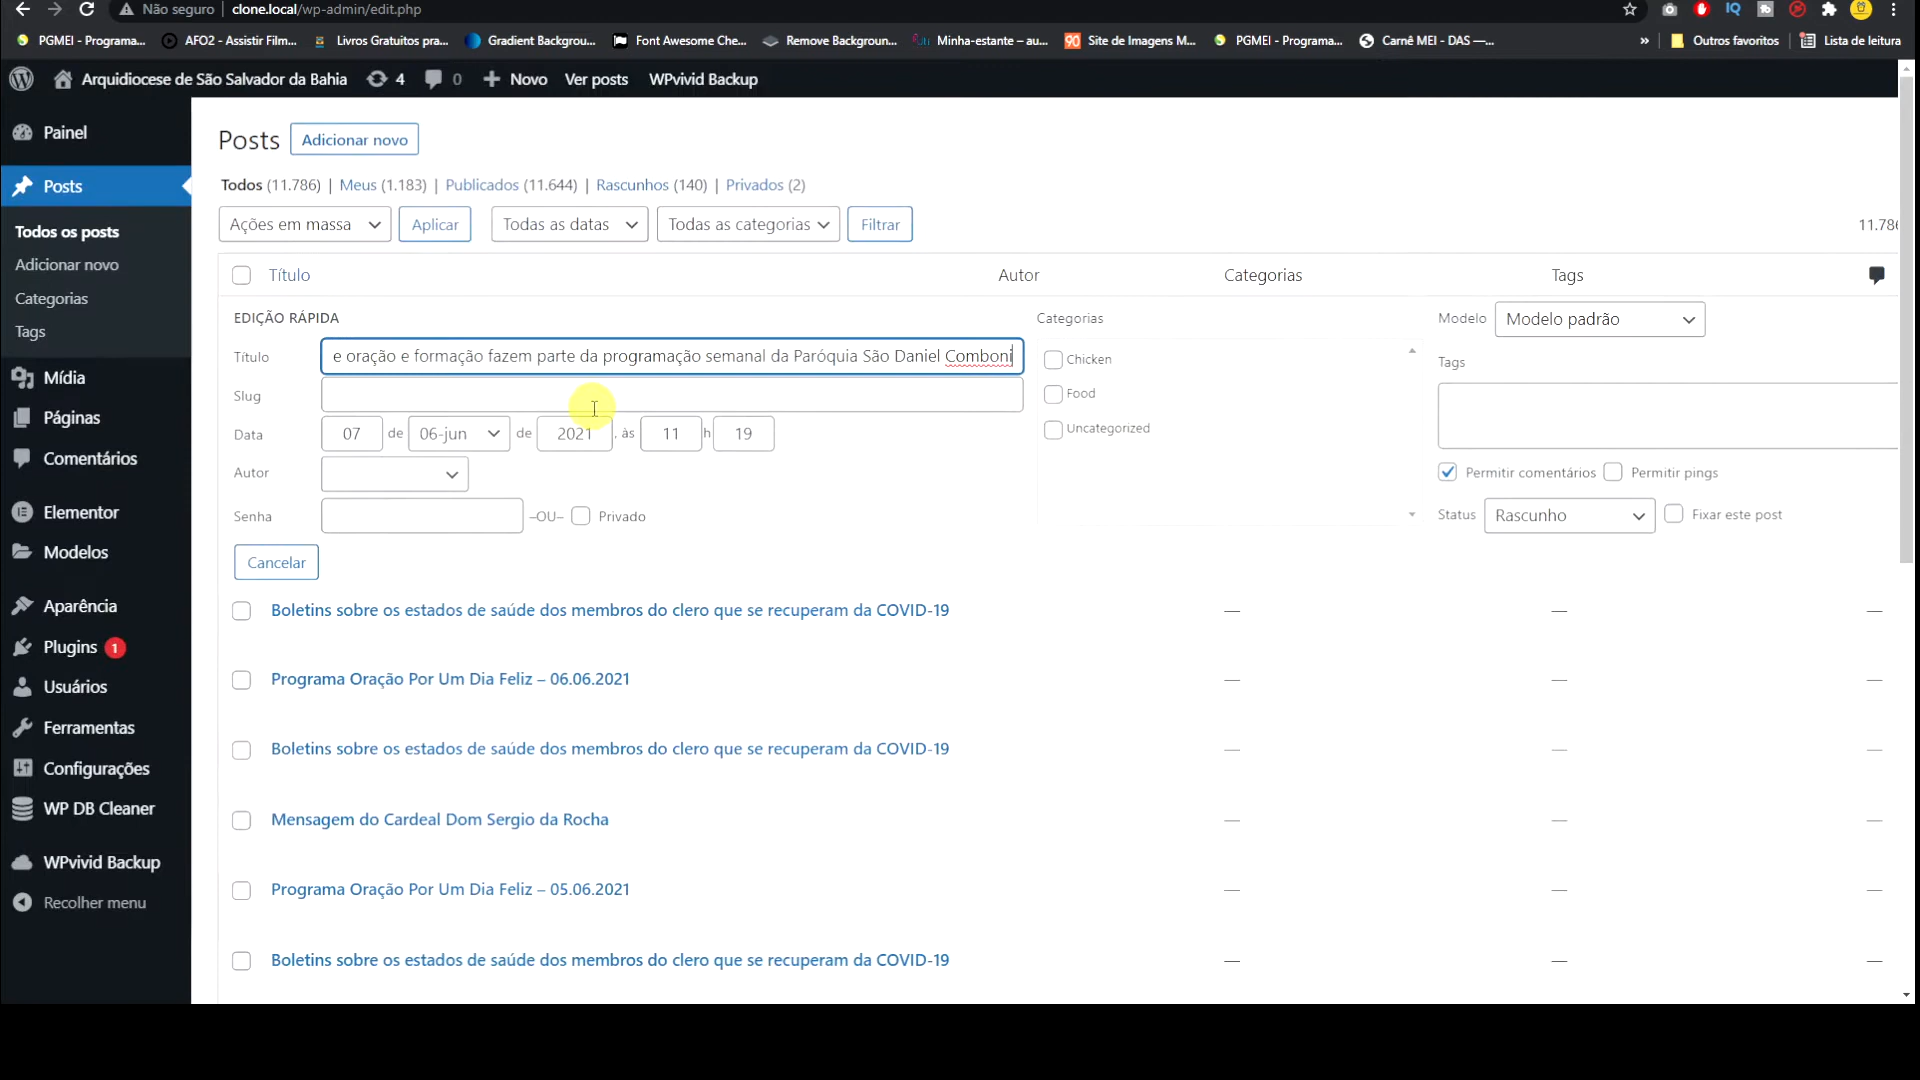 Não seguro clone.local/wp-admin/edit.php
PGMEI - Programa... AFO2 - Assistir Film... Livros Gratuitos pra... Gradient Backgrou... Font Awesome Che... Remove Backgroun... Minha-estante – au... Site de Imagens M... PGMEI - Programa... Carnê MEI - DAS —... » Outros favoritos Lista de leitura
Arquidiocese de São Salvador da Bahia 4 0 Novo Ver posts WPvivid Backup
Painel
Posts
Todos os posts
Adicionar novo
Categorias
Tags
Mídia
Páginas
Comentários
Elementor
Modelos
Aparência
Plugins 1
Usuários
Ferramentas
Configurações
WP DB Cleaner
WPvivid Backup
Recolher menu
Posts Adicionar novo
Todos (11.786) | Meus (1.183) | Publicados (11.644) | Rascunhos (140) | Privados (2)
Ações em massa Aplicar Todas as datas Todas as categorias Filtrar 11.786
Título Autor Categorias Tags
EDIÇÃO RÁPIDA
Título e oração e formação fazem parte da programação semanal da Paróquia São Daniel Comboni
Slug
Data 07 de 06-jun de 2021, às 11 h 19
Autor
Senha –OU– Privado
Cancelar
Categorias
Chicken
Food
Uncategorized
Modelo Modelo padrão
Tags
Permitir comentários Permitir pings
Status Rascunho Fixar este post
Boletins sobre os estados de saúde dos membros do clero que se recuperam da COVID-19 — — —
Programa Oração Por Um Dia Feliz – 06.06.2021 — — —
Boletins sobre os estados de saúde dos membros do clero que se recuperam da COVID-19 — — —
Mensagem do Cardeal Dom Sergio da Rocha — — —
Programa Oração Por Um Dia Feliz – 05.06.2021 — — —
Boletins sobre os estados de saúde dos membros do clero que se recuperam da COVID-19 — — —